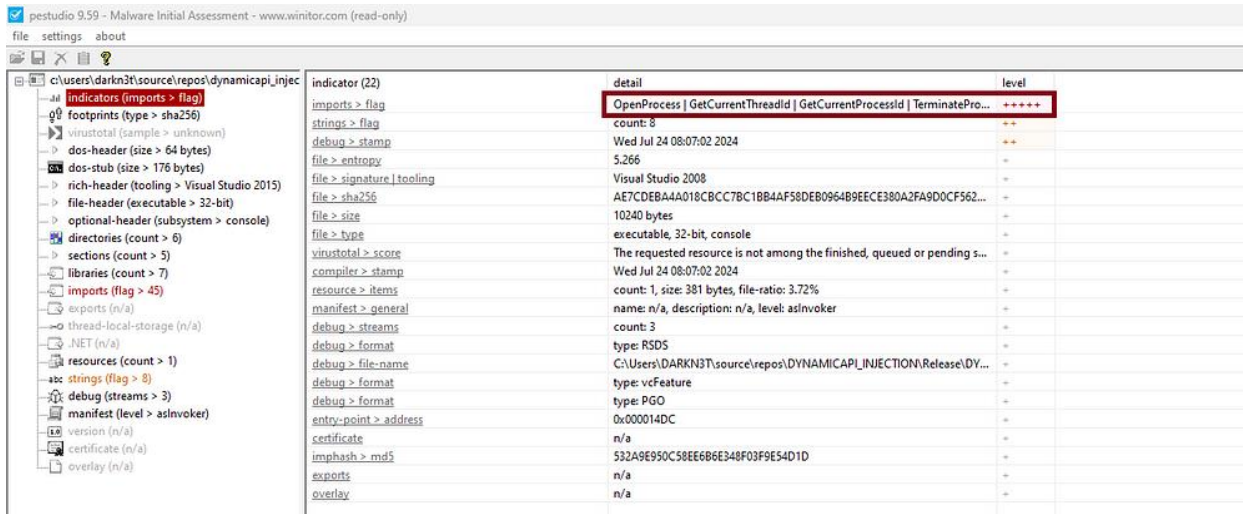 pestudio 9.59 - Malware Initial Assessment - www.winitor.com (read-only)
file settings about
c:\users\darkn3t\source\repos\dynamicapi_injec
indicators (imports > flag)
footprints (type > sha256)
virustotal (sample > unknown)
dos-header (size > 64 bytes)
dos-stub (size > 176 bytes)
rich-header (tooling > Visual Studio 2015)
file-header (executable > 32-bit)
optional-header (subsystem > console)
directories (count > 6)
sections (count > 5)
libraries (count > 7)
imports (flag > 45)
exports (n/a)
thread-local-storage (n/a)
.NET (n/a)
resources (count > 1)
abc strings (flag > 8)
debug (streams > 3)
manifest (level > asInvoker)
version (n/a)
certificate (n/a)
overlay (n/a)
indicator (22) detail level
imports > flag OpenProcess | GetCurrentThreadId | GetCurrentProcessId | TerminatePro... +++++
strings > flag count: 8 ++
debug > stamp Wed Jul 24 08:07:02 2024 ++
file > entropy 5.266 +
file > signature | tooling Visual Studio 2008 +
file > sha256 AE7CDEBA4A018CBCC7BC1BB4AF58DEB0964B9EECE380A2FA9D0CF562... +
file > size 10240 bytes +
file > type executable, 32-bit, console +
virustotal > score The requested resource is not among the finished, queued or pending s... +
compiler > stamp Wed Jul 24 08:07:02 2024 +
resource > items count: 1, size: 381 bytes, file-ratio: 3.72% +
manifest > general name: n/a, description: n/a, level: asInvoker +
debug > streams count: 3 +
debug > format type: RSDS +
debug > file-name C:\Users\DARKN3T\source\repos\DYNAMICAPI_INJECTION\Release\DY... +
debug > format type: vcFeature +
debug > format type: PGO +
entry-point > address 0x000014DC +
certificate n/a +
imphash > md5 532A9E950C58EE6B6E348F03F9E54D1D +
exports n/a +
overlay n/a +